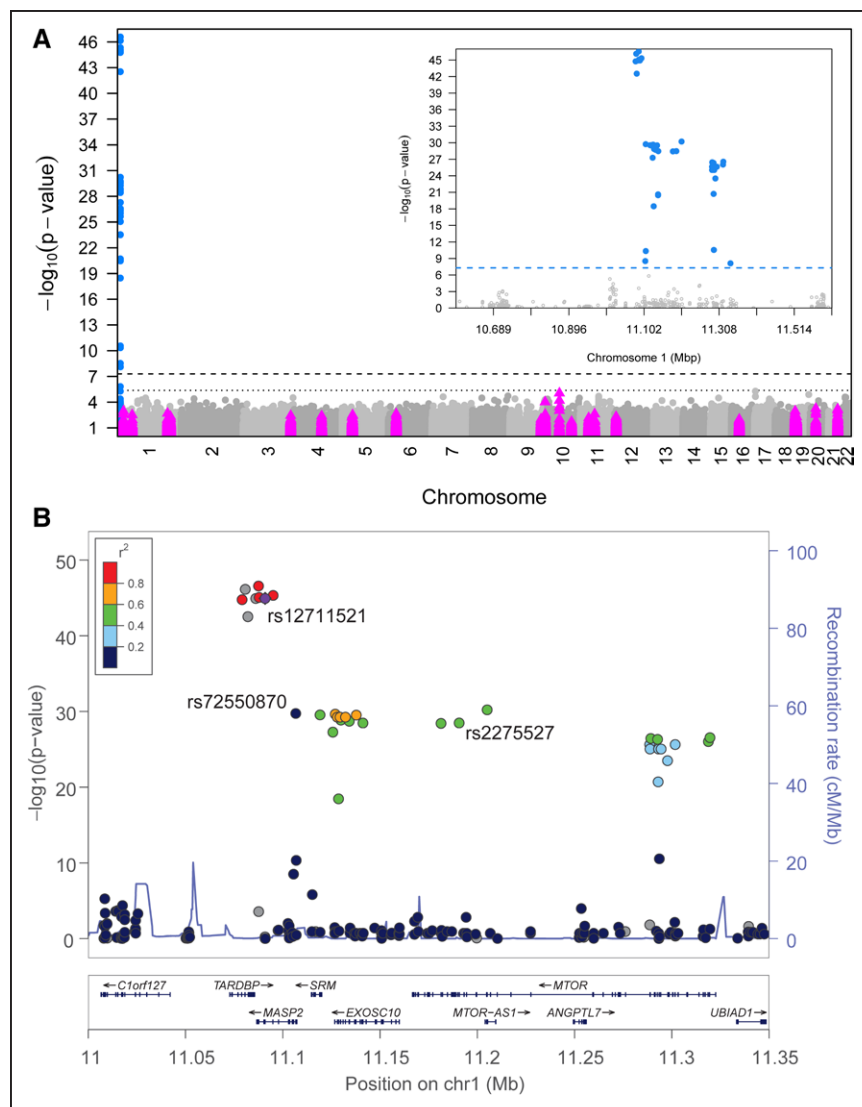 A
−log10(p − value)
46
43
40
37
34
31
28
25
22
19
16
13
10
7
4
1
−log10(p − value)
45
42
39
36
33
30
27
24
21
18
15
12
9
6
3
0
10.689 10.896 11.102 11.308 11.514
Chromosome 1 (Mbp)
1 2 3 4 5 6 7 8 9 10 11 12 13 14 15 16 17 18 19 20 21 22
Chromosome
B
r2
0.8
0.6
0.4
0.2
−log10(p−value)
50
40
30
20
10
0
rs12711521
rs72550870
rs2275527
100
80
60
40
20
0
Recombination rate (cM/Mb)
←C1orf127 TARDBP→ ←SRM ←MTOR
←MASP2 ←EXOSC10 MTOR−AS1→ ANGPTL7→ UBIAD1→
11 11.05 11.1 11.15 11.2 11.25 11.3 11.35
Position on chr1 (Mb)